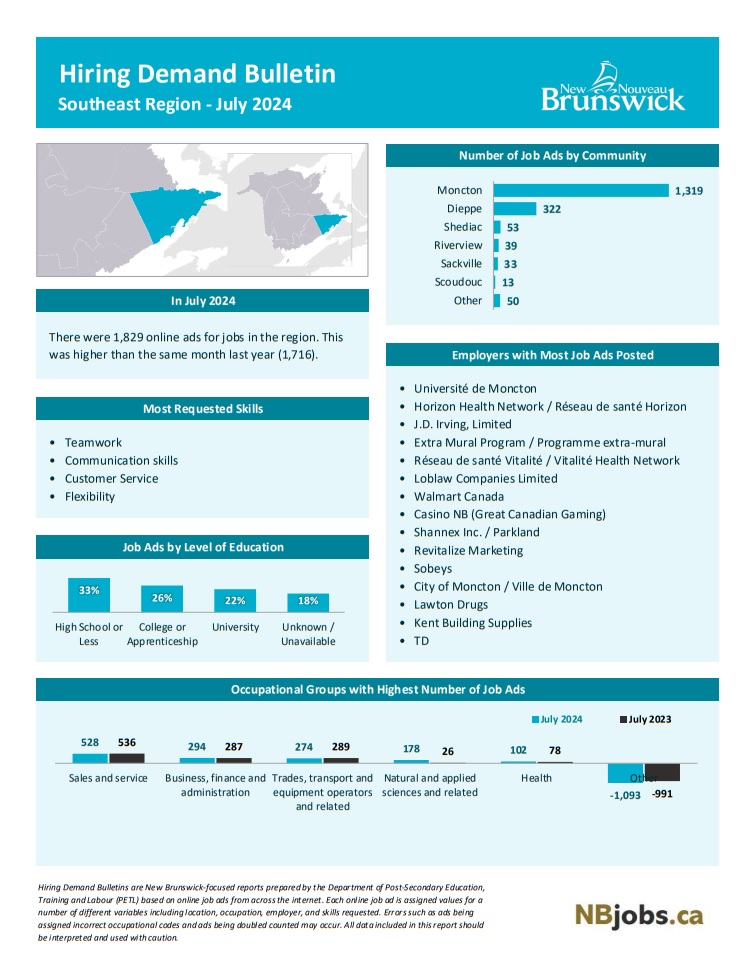 Hiring Demand Bulletin
Southeast Region - July 2024
New Nouveau
Brunswick
Number of Job Ads by Community
Moncton 1,319
Dieppe 322
Shediac 53
Riverview 39
Sackville 33
Scoudouc 13
Other 50
In July 2024
There were 1,829 online ads for jobs in the region. This
was higher than the same month last year (1,716).
Most Requested Skills
• Teamwork
• Communication skills
• Customer Service
• Flexibility
Job Ads by Level of Education
33% 26% 22% 18%
High School or College or University Unknown /
Less Apprenticeship Unavailable
Employers with Most Job Ads Posted
• Université de Moncton
• Horizon Health Network / Réseau de santé Horizon
• J.D. Irving, Limited
• Extra Mural Program / Programme extra-mural
• Réseau de santé Vitalité / Vitalité Health Network
• Loblaw Companies Limited
• Walmart Canada
• Casino NB (Great Canadian Gaming)
• Shannex Inc. / Parkland
• Revitalize Marketing
• Sobeys
• City of Moncton / Ville de Moncton
• Lawton Drugs
• Kent Building Supplies
• TD
Occupational Groups with Highest Number of Job Ads
July 2024 July 2023
528 536 294 287 274 289 178 26 102 78
Sales and service Business, finance and Trades, transport and Natural and applied Health Other
administration equipment operators sciences and related
and related
-1,093 -991
Hiring Demand Bulletins are New Brunswick-focused reports prepared by the Department of Post-Secondary Education,
Training and Labour (PETL) based on online job ads from across the internet. Each online job ad is assigned values for a
number of different variables including location, occupation, employer, and skills requested. Errors such as ads being
assigned incorrect occupational codes and ads being doubled counted may occur. All data included in this report should
be interpreted and used with caution.
NBjobs.ca